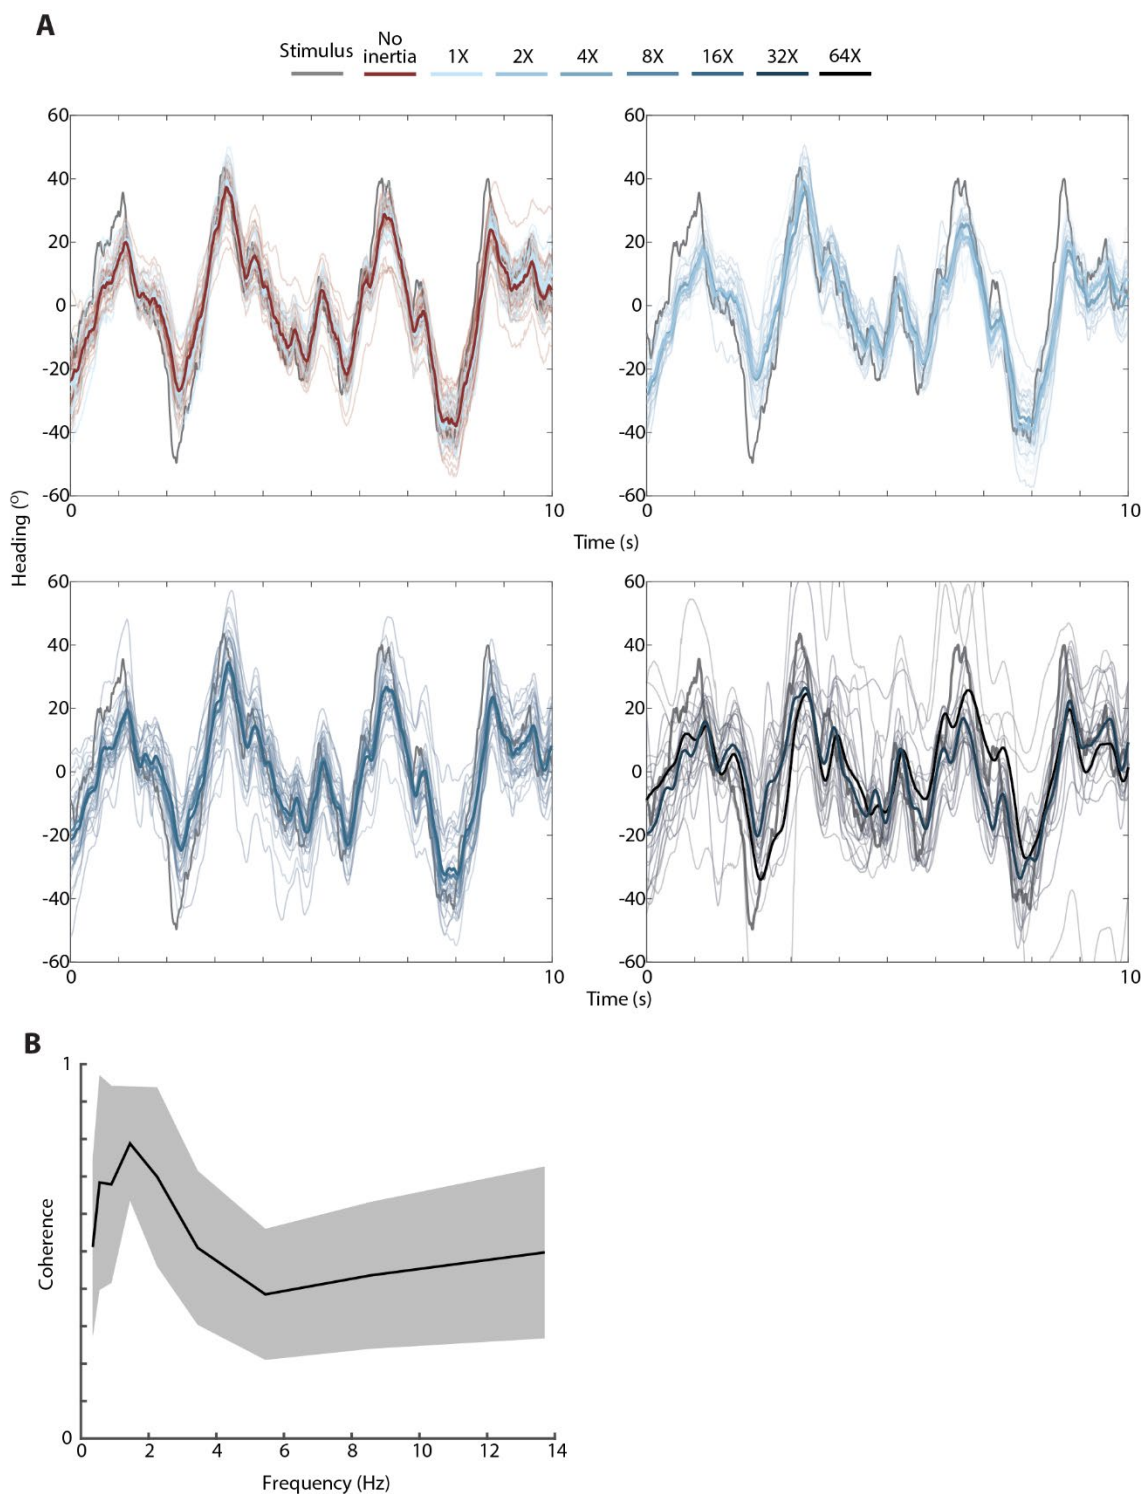 A
Stimulus No inertia 1X 2X 4X 8X 16X 32X 64X
60 60
40 40
20 20
0 0
-20 -20
-40 -40
-60 -60
0 10 0 10
Heading (°)
Time (s)
60 60
40 40
20 20
0 0
-20 -20
-40 -40
-60 -60
0 10 0 10
Time (s)
B
1
Coherence
0
0 2 4 6 8 10 12 14
Frequency (Hz)